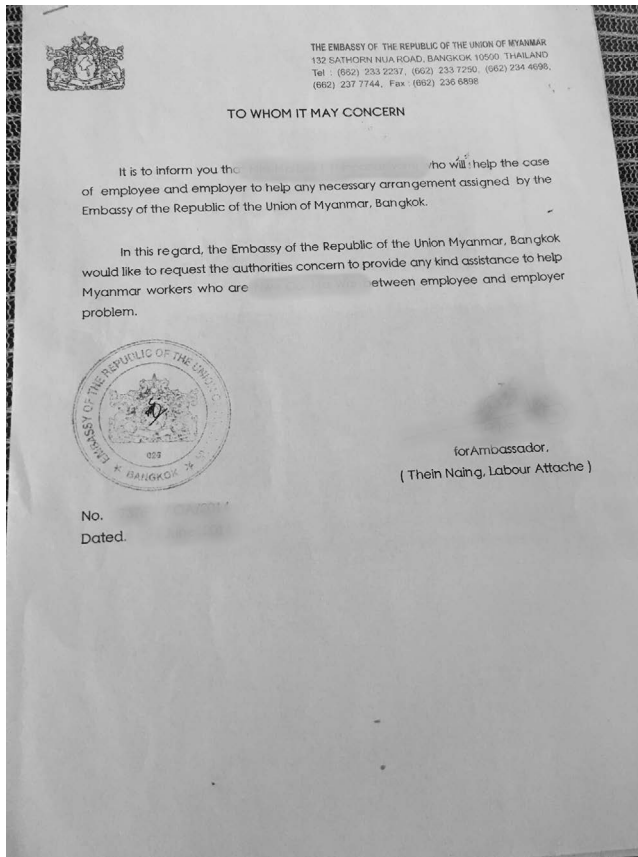 THE EMBASSY OF THE REPUBLIC OF THE UNION OF MYANMAR
132 SATHORN NUA ROAD, BANGKOK 10500 THAILAND
Tel : (662) 233 2237, (662) 233 7250, (662) 234 4698,
(662) 237 7744, Fax : (662) 236 6898
TO WHOM IT MAY CONCERN
It is to inform you who will help the case
of employee and employer to help any necessary arrangement assigned by the
Embassy of the Republic of the Union of Myanmar, Bangkok.
In this regard, the Embassy of the Republic of the Union Myanmar, Bangkok
would like to request the authorities concern to provide any kind assistance to help
Myanmar workers who are etween employee and employer
problem.
EMBASSY OF THE REPUBLIC OF THE UNION
BANGKOK
forAmbassador,
( Thein Naing, Labour Attache )
No.
Dated.